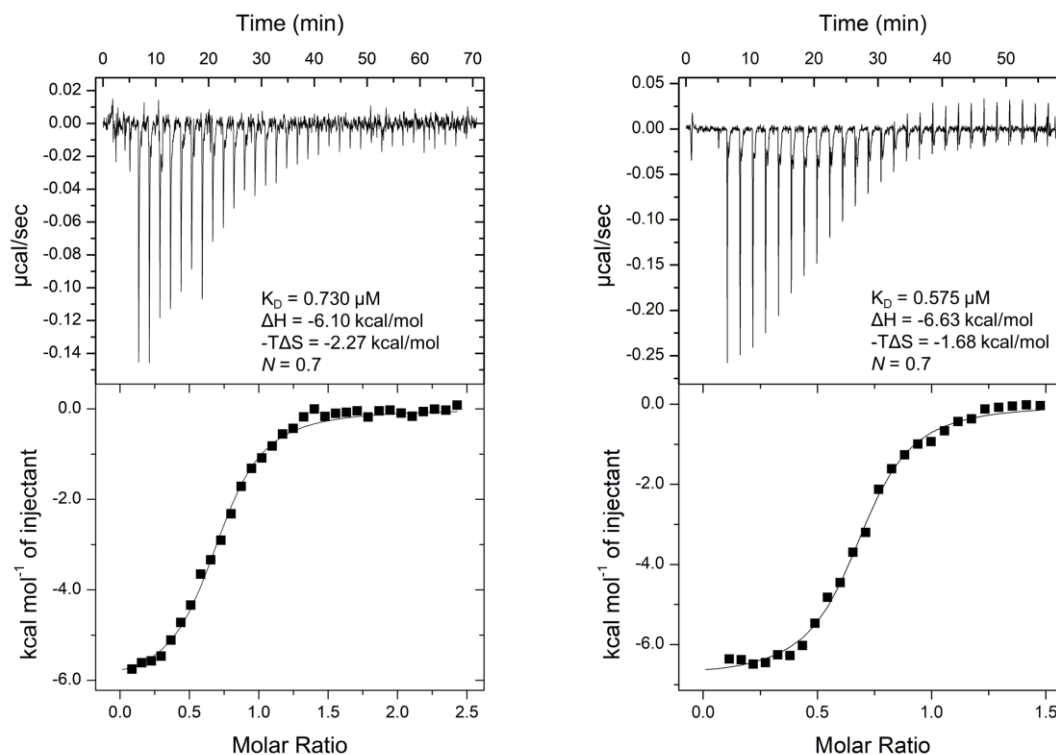 Time (min)
0 10 20 30 40 50 60 70
0.02
0.00
-0.02
-0.04
-0.06
-0.08
-0.10
-0.12
-0.14
µcal/sec
K_D = 0.730 µM
ΔH = -6.10 kcal/mol
-TΔS = -2.27 kcal/mol
N = 0.7
0.0
-2.0
-4.0
-6.0
kcal mol⁻¹ of injectant
0.0 0.5 1.0 1.5 2.0 2.5
Molar Ratio
Time (min)
0 10 20 30 40 50
0.05
0.00
-0.05
-0.10
-0.15
-0.20
-0.25
µcal/sec
K_D = 0.575 µM
ΔH = -6.63 kcal/mol
-TΔS = -1.68 kcal/mol
N = 0.7
0.0
-2.0
-4.0
-6.0
kcal mol⁻¹ of injectant
0.0 0.5 1.0 1.5
Molar Ratio